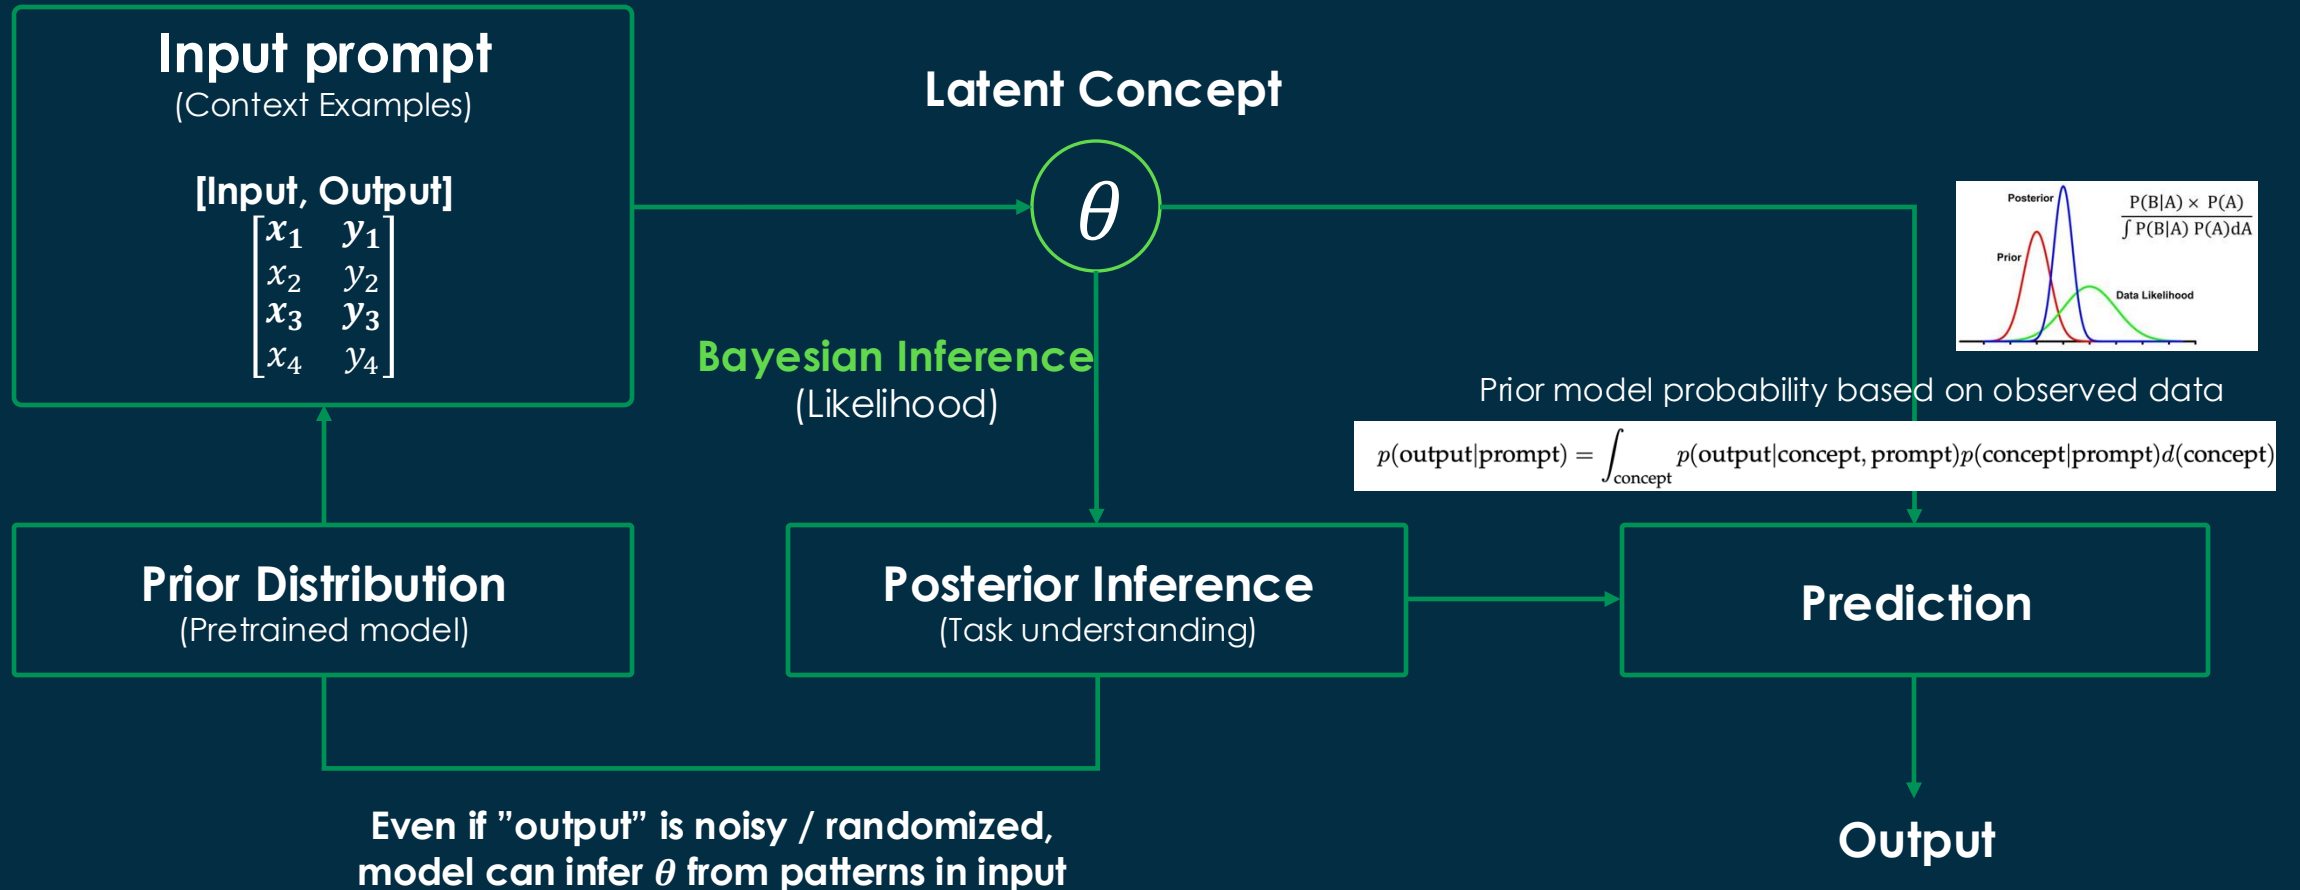 Input prompt
(Context Examples)
[Input, Output]
x₁ y₁
x₂ y₂
x₃ y₃
x₄ y₄
Latent Concept
θ
Bayesian Inference
(Likelihood)
Posterior
Prior
Data Likelihood
P(B|A) × P(A)
∫ P(B|A) P(A)dA
Prior model probability based on observed data
p(output|prompt) = ∫concept p(output|concept, prompt)p(concept|prompt)d(concept)
Prior Distribution
(Pretrained model)
Posterior Inference
(Task understanding)
Prediction
Even if ”output” is noisy / randomized,
model can infer θ from patterns in input
Output